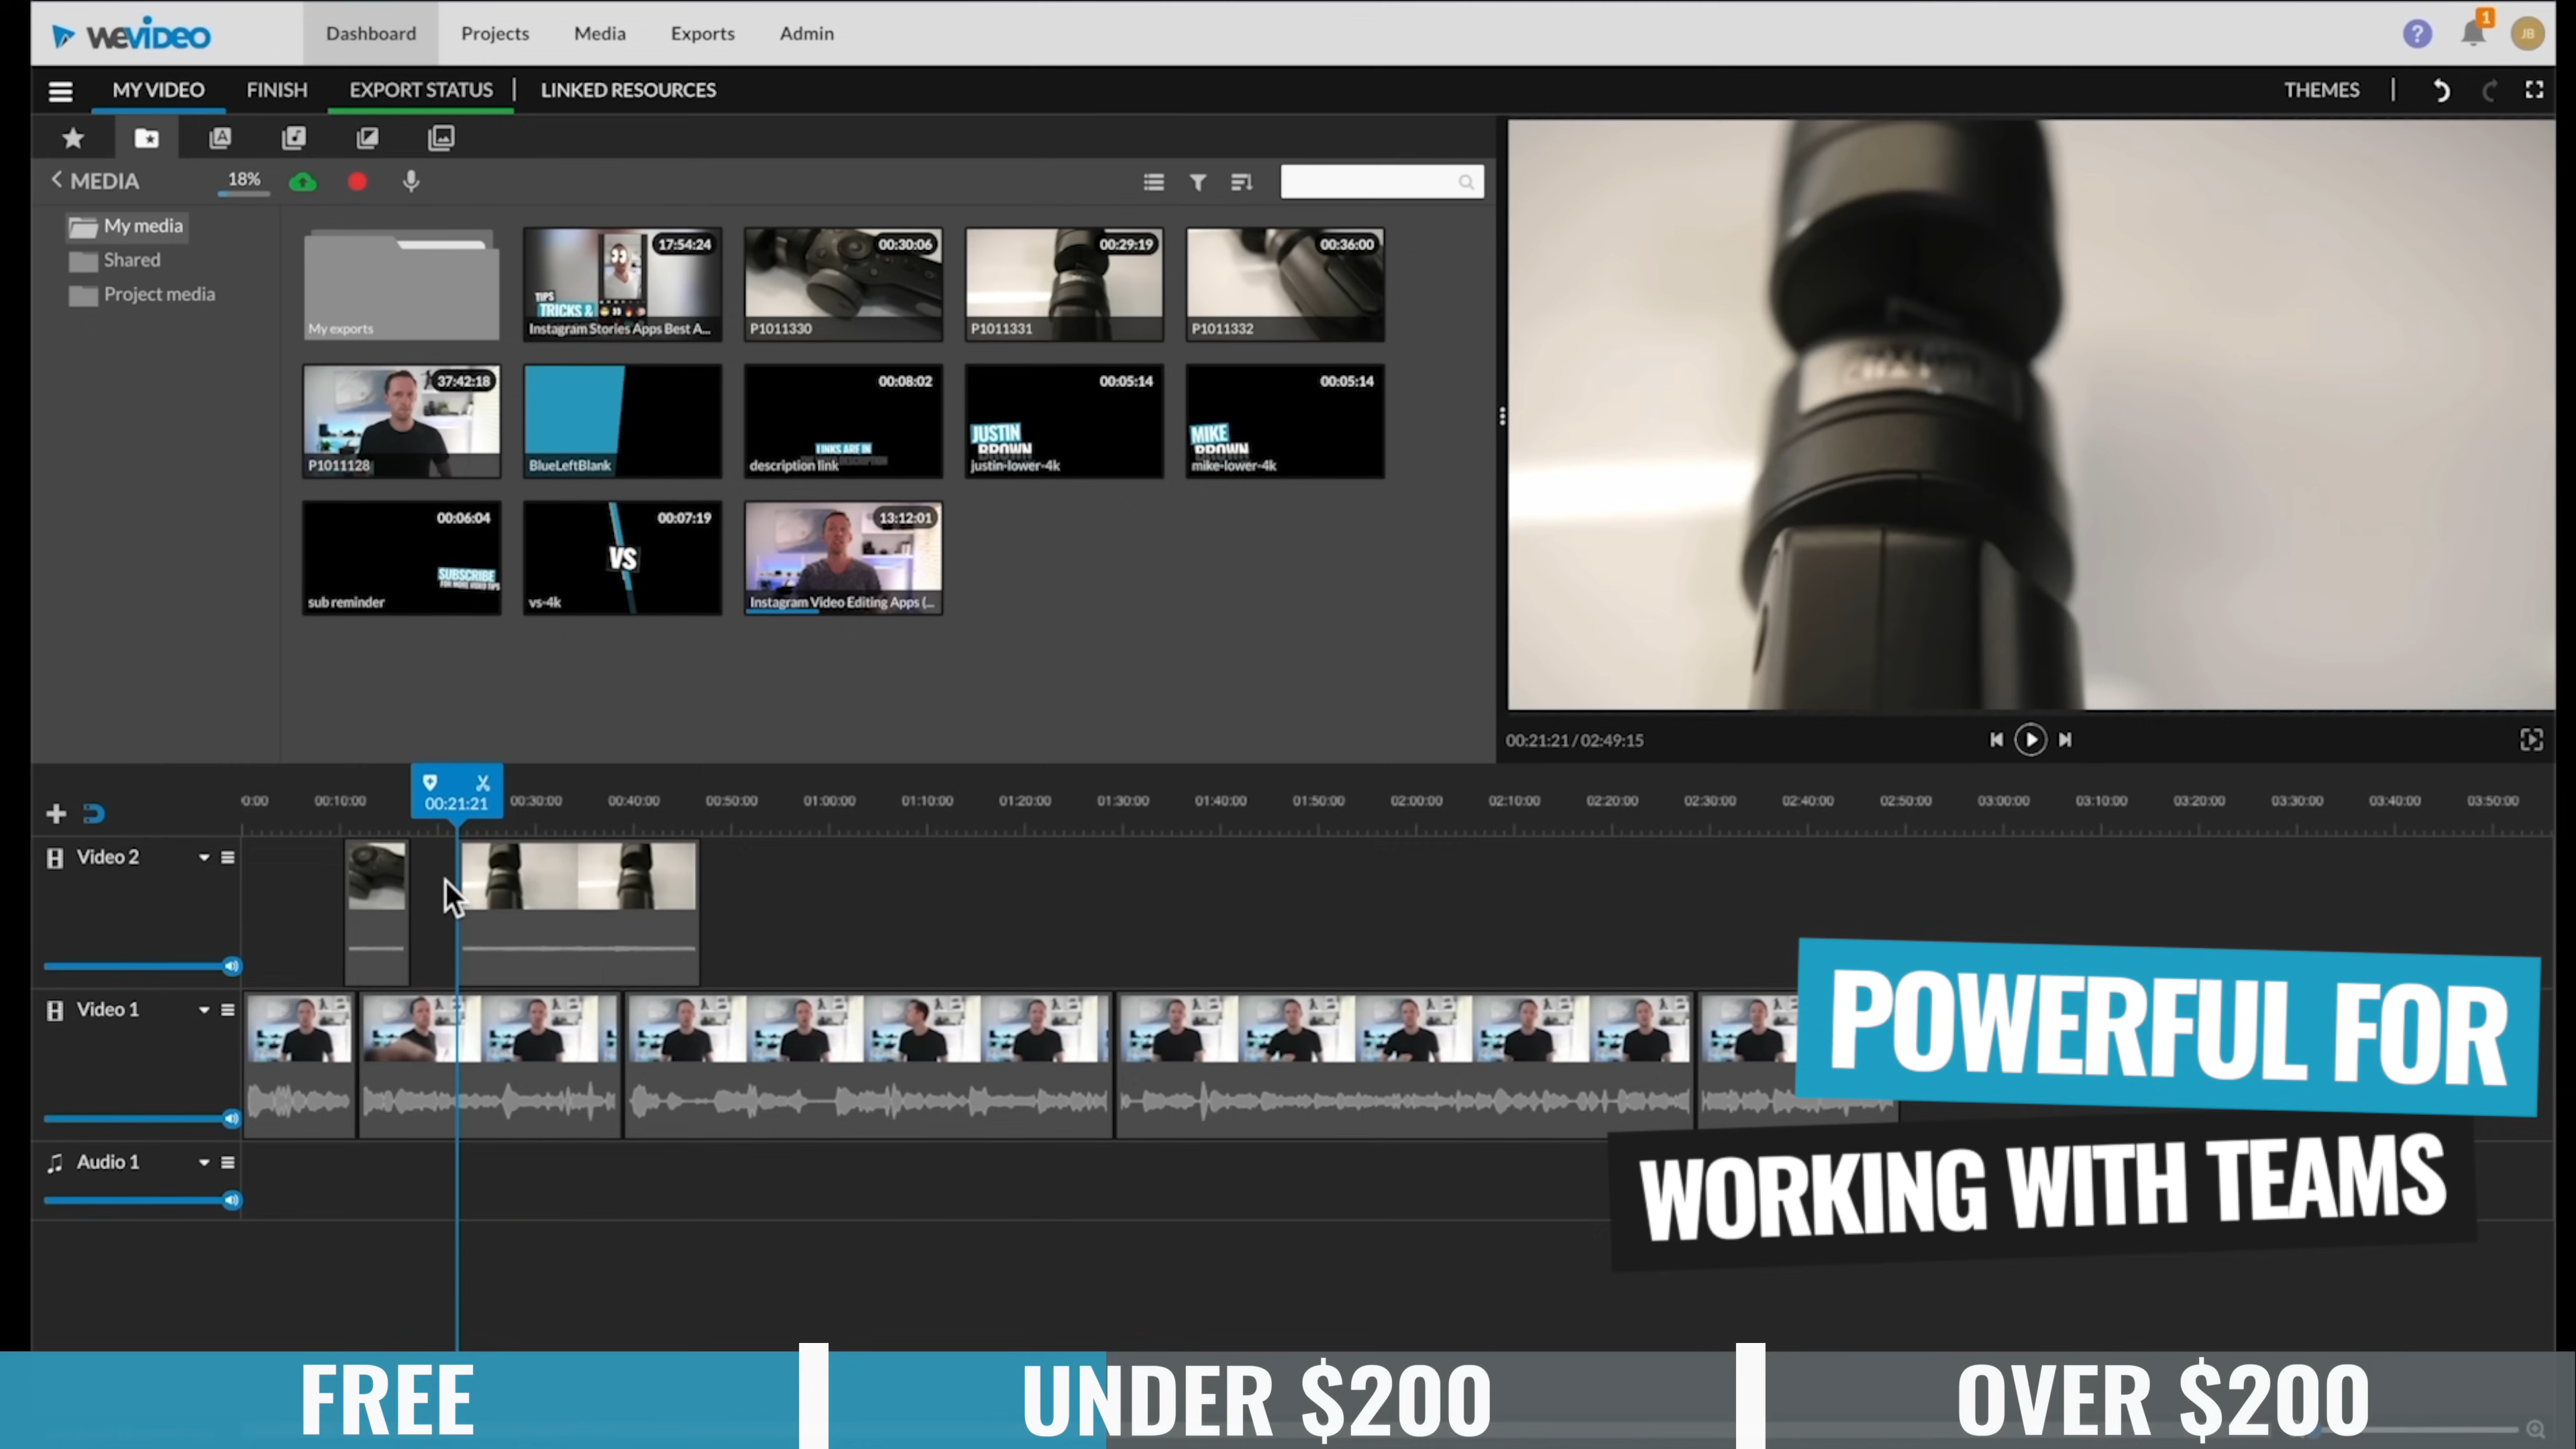 WEVIDEO
Dashboard Projects Media Exports Admin
? 1 JB
MY VIDEO FINISH EXPORT STATUS | LINKED RESOURCES THEMES |
MEDIA 18%
My media
Shared
Project media
My exports
17:54:24
TIPS
TRICKS &
Instagram Stories Apps Best A...
00:30:06
P1011330
00:29:19
P1011331
00:36:00
P1011332
37:42:18
P1011128
BlueLeftBlank
00:08:02
LINKS ARE IN
description link
00:05:14
JUSTIN
BROWN
justin-lower-4k
00:05:14
MIKE
BROWN
mike-lower-4k
00:06:04
SUBSCRIBE
FOR MORE VIDEO TIPS
sub reminder
00:07:19
VS
vs-4k
13:12:01
Instagram Video Editing Apps (...
00:21:21 / 02:49:15
0:00 00:10:00 00:21:21 00:30:00 00:40:00 00:50:00 01:00:00 01:10:00 01:20:00 01:30:00 01:40:00 01:50:00 02:00:00 02:10:00 02:20:00 02:30:00 02:40:00 02:50:00 03:00:00 03:10:00 03:20:00 03:30:00 03:40:00 03:50:00
Video 2
Video 1
Audio 1
POWERFUL FOR
WORKING WITH TEAMS
FREE UNDER $200 OVER $200